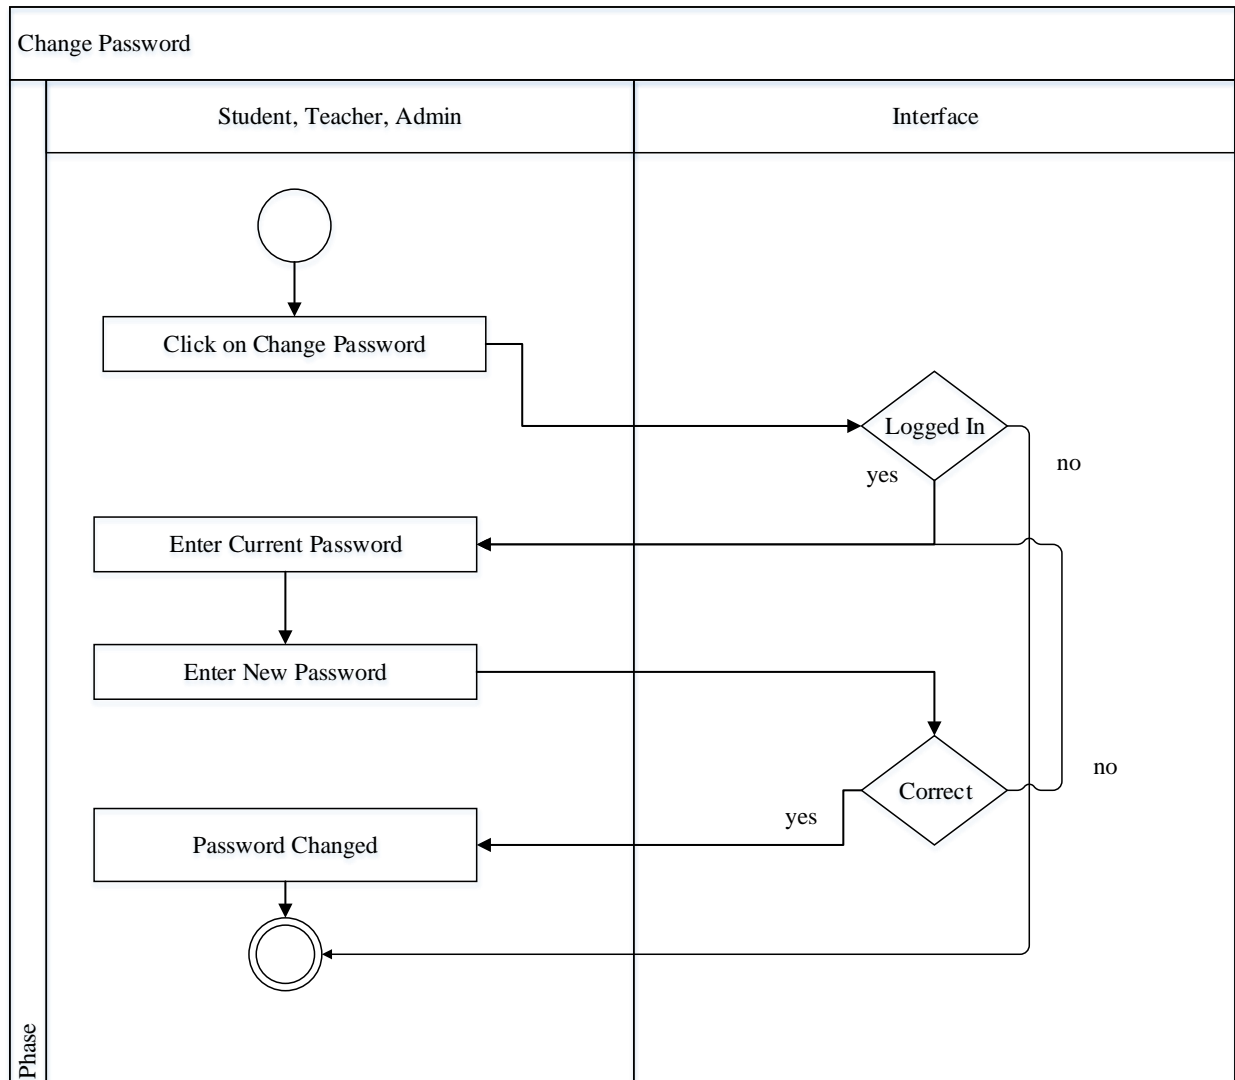 Change Password
Student, Teacher, Admin
Interface
Click on Change Password
Logged In
no
yes
Enter Current Password
Enter New Password
no
Correct
yes
Password Changed
Phase